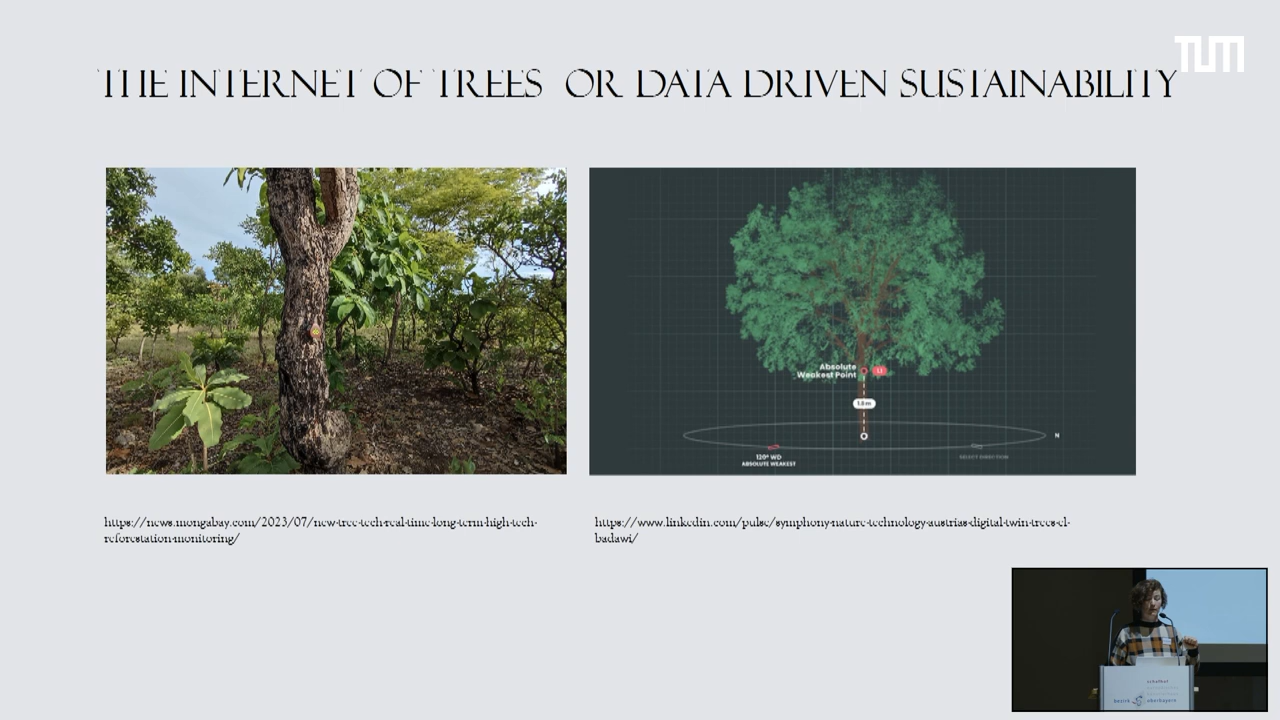 TUM
THE INTERNET OF TREES OR DATA DRIVEN SUSTAINABILITY
Absolute
Weakest Point
1.8 m
N
120° WD
ABSOLUTE WEAKEST
SELECT DIRECTION
https://news.mongabay.com/2023/07/new-tree-tech-real-time-long-term-high-tech-
reforestation-monitoring/
https://www.linkedin.com/pulse/symphony-nature-technology-austrias-digital-twin-trees-el-
badawi/
bezirk
oberbayern